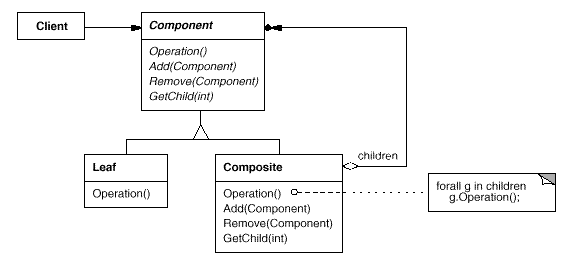 Client
Component
Operation()
Add(Component)
Remove(Component)
GetChild(int)
children
Leaf
Operation()
Composite
Operation()
Add(Component)
Remove(Component)
GetChild(int)
forall g in children
g.Operation();